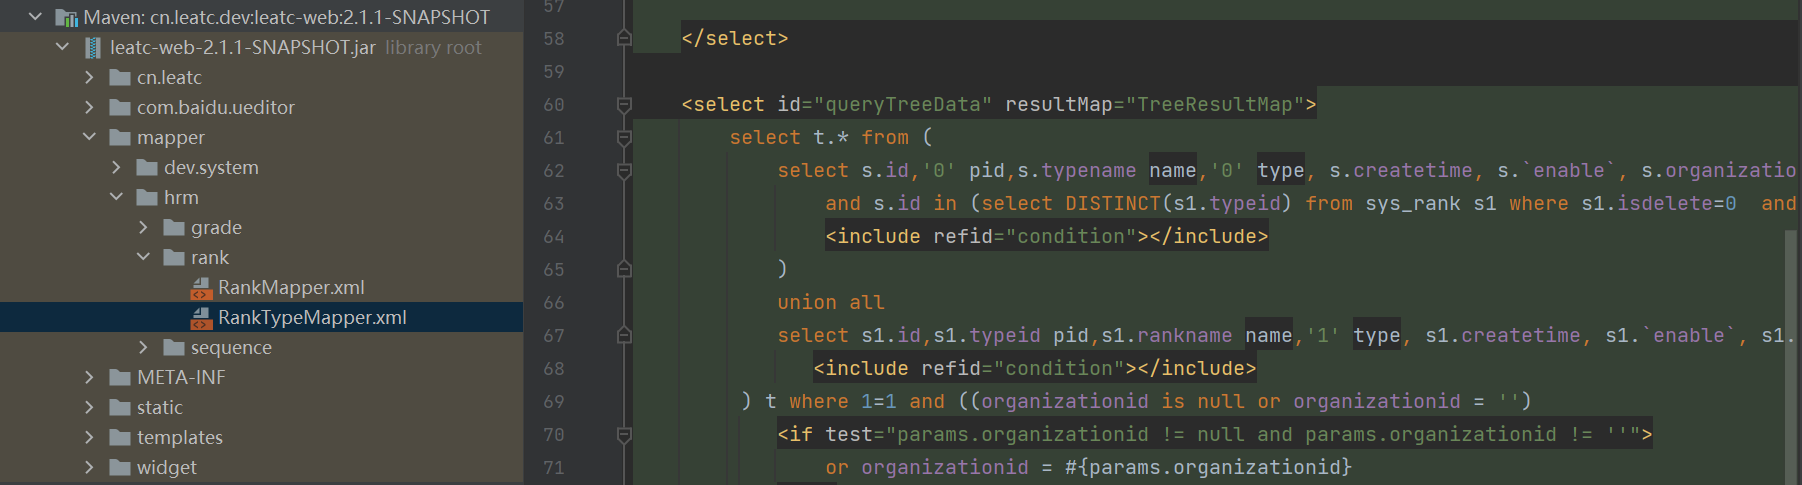 Maven: cn.leatc.dev:leatc-web:2.1.1-SNAPSHOT
leatc-web-2.1.1-SNAPSHOT.jar library root
cn.leatc
com.baidu.ueditor
mapper
dev.system
hrm
grade
rank
RankMapper.xml
RankTypeMapper.xml
sequence
META-INF
static
templates
widget
57
58 </select>
59
60 <select id="queryTreeData" resultMap="TreeResultMap">
61 select t.* from (
62 select s.id,'0' pid,s.typename name,'0' type, s.createtime, s.`enable`, s.organizatio
63 and s.id in (select DISTINCT(s1.typeid) from sys_rank s1 where s1.isdelete=0 and
64 <include refid="condition"></include>
65 )
66 union all
67 select s1.id,s1.typeid pid,s1.rankname name,'1' type, s1.createtime, s1.`enable`, s1.
68 <include refid="condition"></include>
69 ) t where 1=1 and ((organizationid is null or organizationid = '')
70 <if test="params.organizationid != null and params.organizationid != ''">
71 or organizationid = #{params.organizationid}